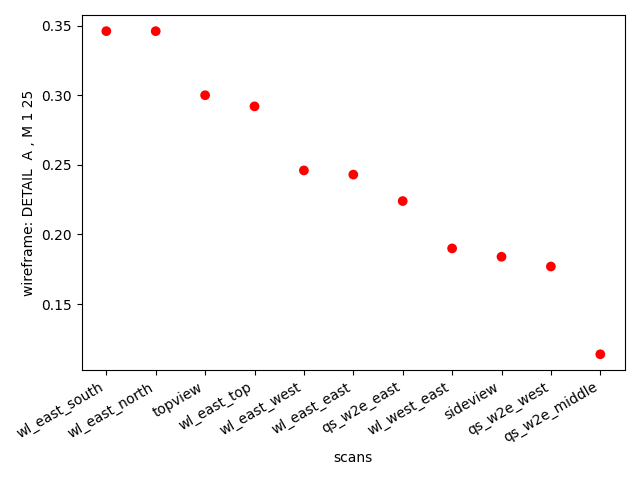 0.35
0.30
0.25
0.20
0.15
wireframe: DETAIL  A , M 1 25
wl_east_south
wl_east_north
topview
wl_east_top
wl_east_west
wl_east_east
qs_w2e_east
wl_west_east
sideview
qs_w2e_west
qs_w2e_middle
scans